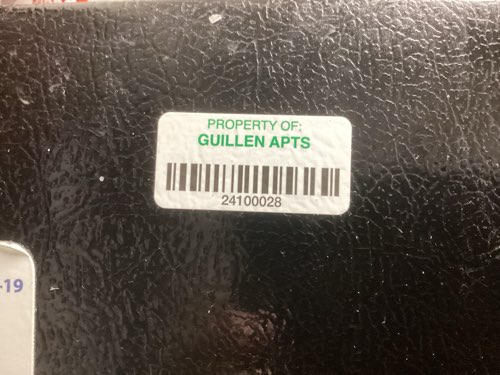 PROPERTY OF:
GUILLEN APTS
24100028
-19